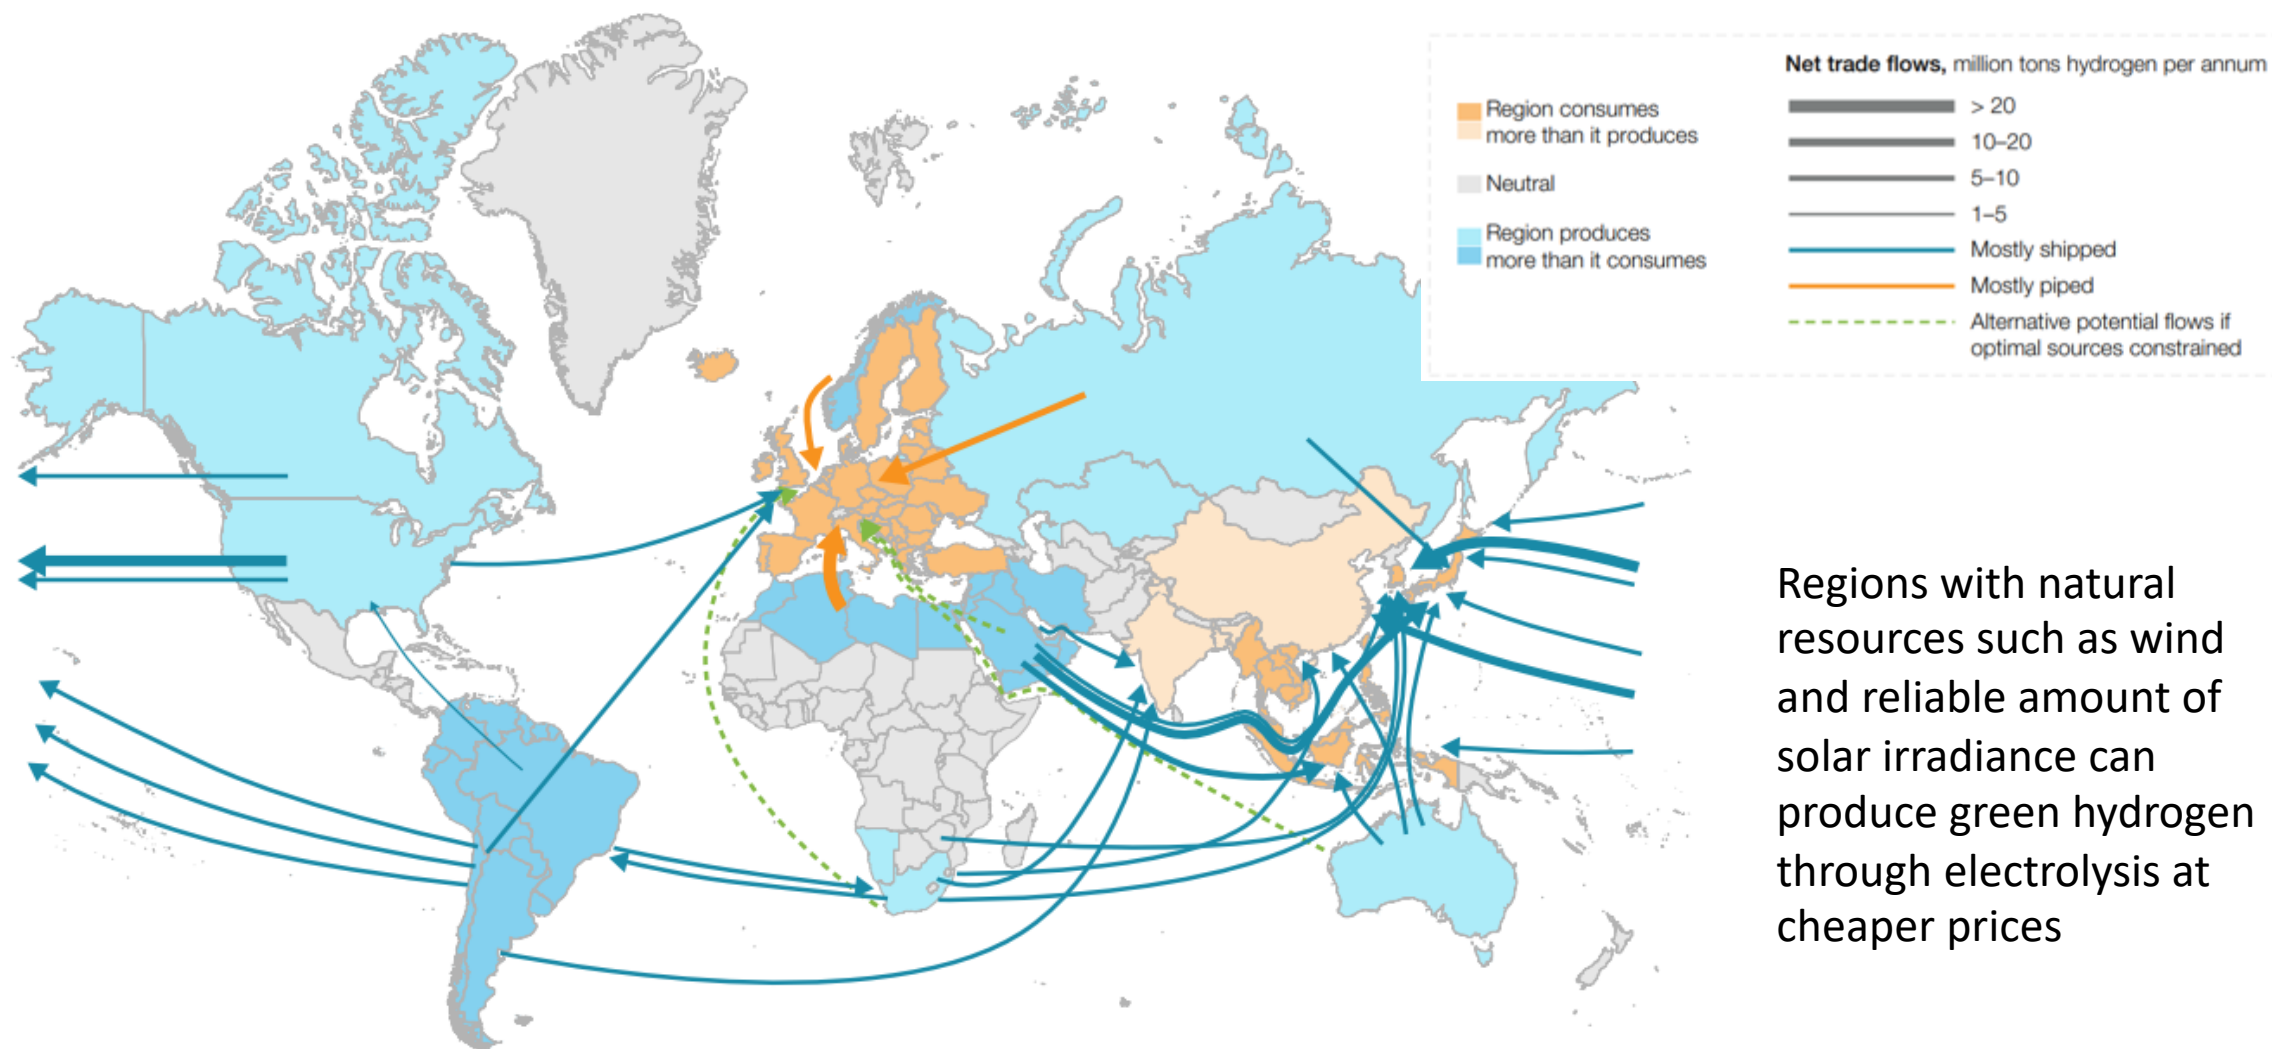 Net trade flows, million tons hydrogen per annum
Region consumes
more than it produces
Neutral
Region produces
more than it consumes
> 20
10–20
5–10
1–5
Mostly shipped
Mostly piped
Alternative potential flows if
optimal sources constrained
Regions with natural
resources such as wind
and reliable amount of
solar irradiance can
produce green hydrogen
through electrolysis at
cheaper prices